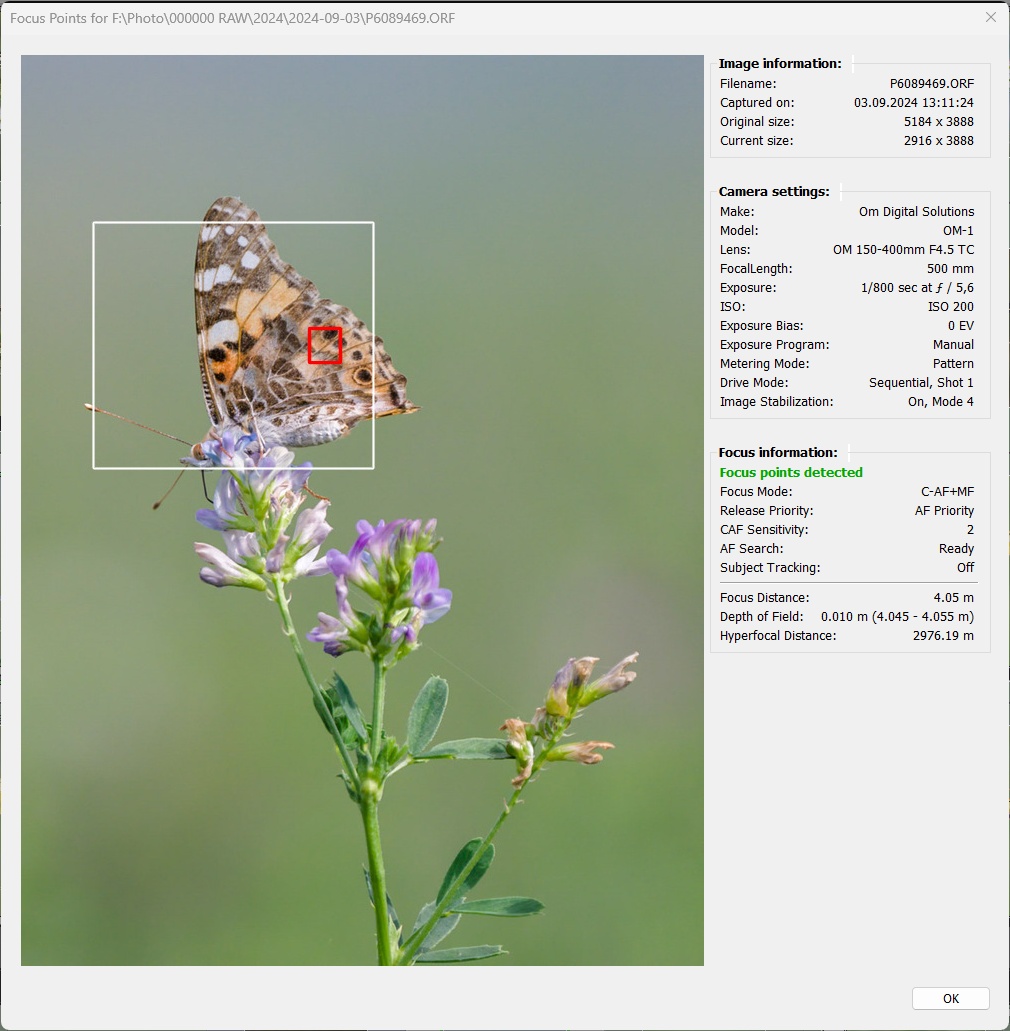 Focus Points for F:\Photo\000000 RAW\2024\2024-09-03\P6089469.ORF
Image information:
Filename: P6089469.ORF
Captured on: 03.09.2024 13:11:24
Original size: 5184 x 3888
Current size: 2916 x 3888
Camera settings:
Make: Om Digital Solutions
Model: OM-1
Lens: OM 150-400mm F4.5 TC
FocalLength: 500 mm
Exposure: 1/800 sec at ƒ / 5,6
ISO: ISO 200
Exposure Bias: 0 EV
Exposure Program: Manual
Metering Mode: Pattern
Drive Mode: Sequential, Shot 1
Image Stabilization: On, Mode 4
Focus information:
Focus points detected
Focus Mode: C-AF+MF
Release Priority: AF Priority
CAF Sensitivity: 2
AF Search: Ready
Subject Tracking: Off
Focus Distance: 4.05 m
Depth of Field: 0.010 m (4.045 - 4.055 m)
Hyperfocal Distance: 2976.19 m
OK